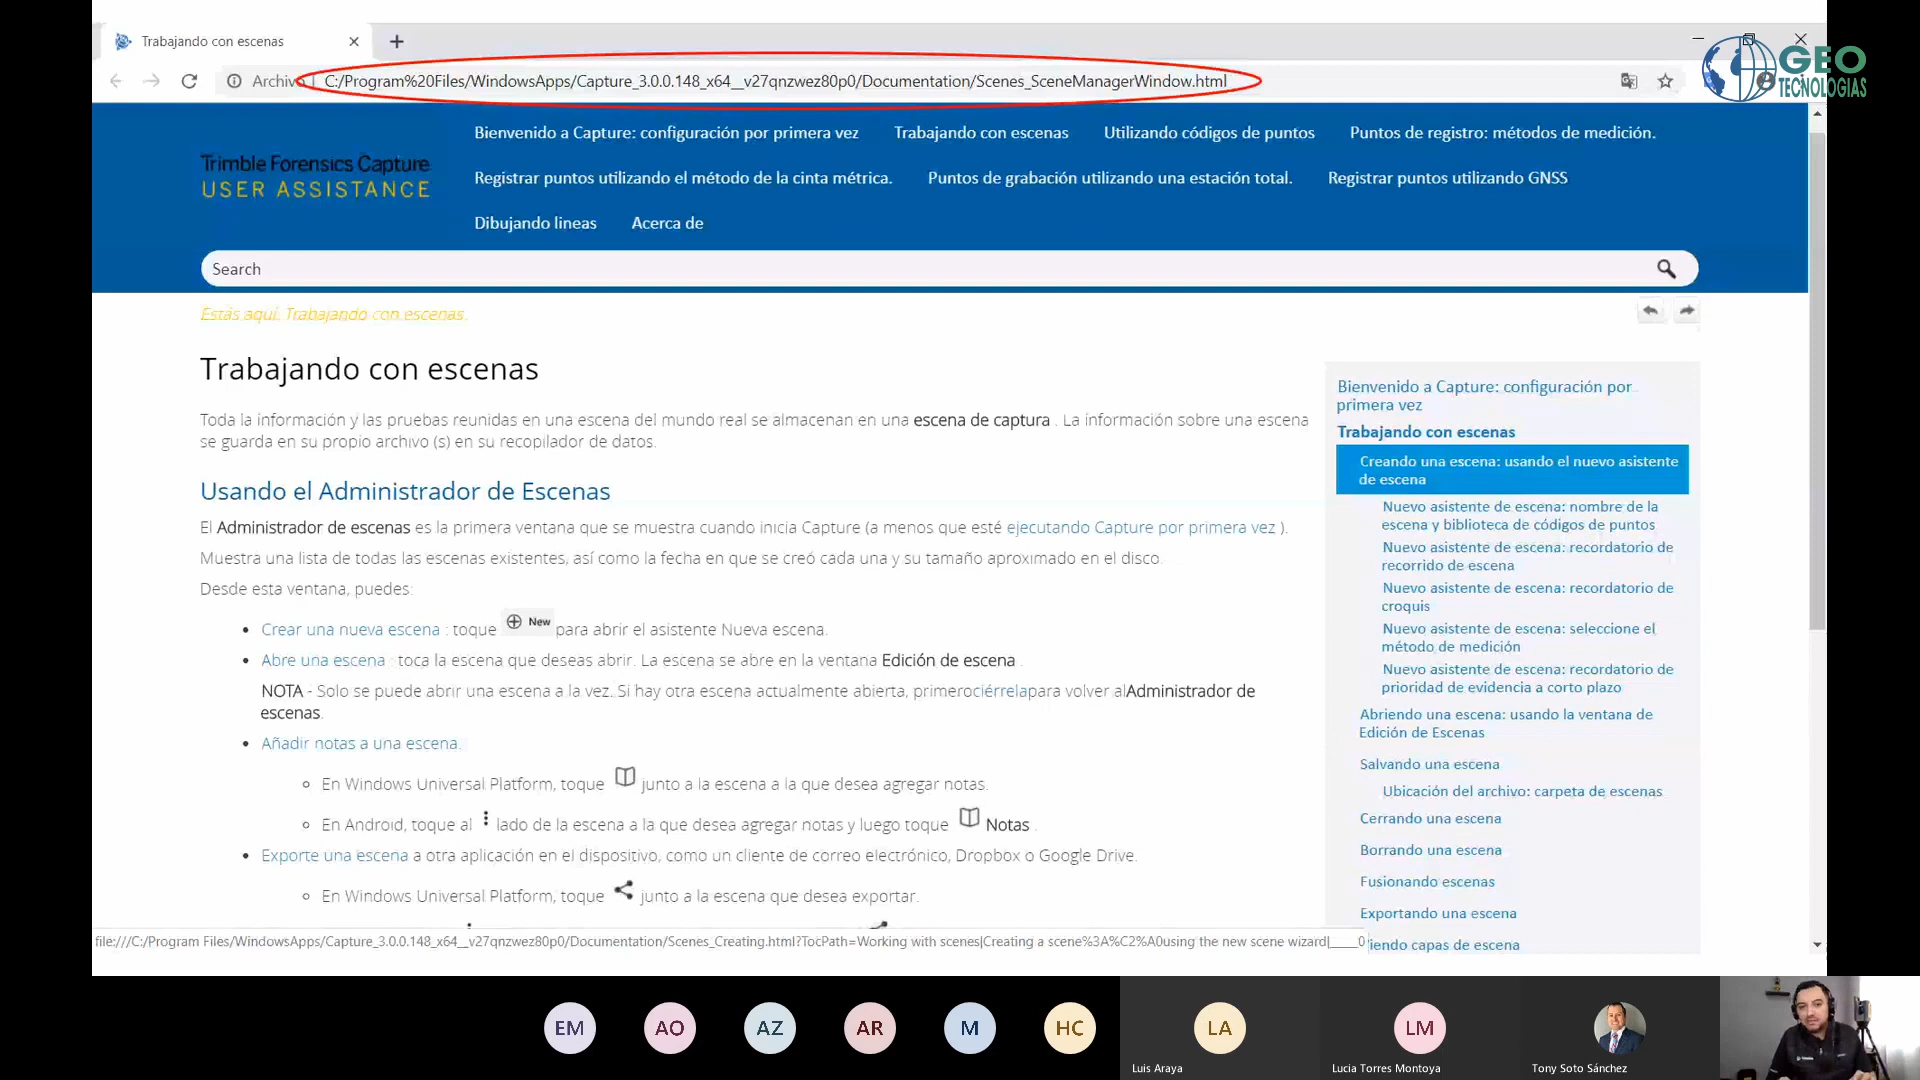 Trabajando con escenas
Archivo | C:/Program%20Files/WindowsApps/Capture_3.0.0.148_x64__v27qnzwez80p0/Documentation/Scenes_SceneManagerWindow.html
GEO
TECNOLOGIAS
Trimble Forensics Capture
USER ASSISTANCE
Bienvenido a Capture: configuración por primera vez Trabajando con escenas Utilizando códigos de puntos Puntos de registro: métodos de medición.
Registrar puntos utilizando el método de la cinta métrica. Puntos de grabación utilizando una estación total. Registrar puntos utilizando GNSS
Dibujando lineas Acerca de
Search
Estás aquí: Trabajando con escenas.
Trabajando con escenas
Toda la información y las pruebas reunidas en una escena del mundo real se almacenan en una escena de captura . La información sobre una escena
se guarda en su propio archivo (s) en su recopilador de datos.
Usando el Administrador de Escenas
El Administrador de escenas es la primera ventana que se muestra cuando inicia Capture (a menos que esté ejecutando Capture por primera vez ).
Muestra una lista de todas las escenas existentes, así como la fecha en que se creó cada una y su tamaño aproximado en el disco.
Desde esta ventana, puedes:
Crear una nueva escena : toque New para abrir el asistente Nueva escena.
Abre una escena : toca la escena que deseas abrir. La escena se abre en la ventana Edición de escena .
NOTA - Solo se puede abrir una escena a la vez. Si hay otra escena actualmente abierta, primerociérrelapara volver alAdministrador de
escenas.
Añadir notas a una escena.
En Windows Universal Platform, toque junto a la escena a la que desea agregar notas.
En Android, toque al lado de la escena a la que desea agregar notas y luego toque Notas .
Exporte una escena a otra aplicación en el dispositivo, como un cliente de correo electrónico, Dropbox o Google Drive.
En Windows Universal Platform, toque junto a la escena que desea exportar.
Bienvenido a Capture: configuración por
primera vez
Trabajando con escenas
Creando una escena: usando el nuevo asistente
de escena
Nuevo asistente de escena: nombre de la
escena y biblioteca de códigos de puntos
Nuevo asistente de escena: recordatorio de
recorrido de escena
Nuevo asistente de escena: recordatorio de
croquis
Nuevo asistente de escena: seleccione el
método de medición
Nuevo asistente de escena: recordatorio de
prioridad de evidencia a corto plazo
Abriendo una escena: usando la ventana de
Edición de Escenas
Salvando una escena
Ubicación del archivo: carpeta de escenas
Cerrando una escena
Borrando una escena
Fusionando escenas
Exportando una escena
iendo capas de escena
file:///C:/Program Files/WindowsApps/Capture_3.0.0.148_x64__v27qnzwez80p0/Documentation/Scenes_Creating.html?TocPath=Working with scenes|Creating a scene%3A%C2%A0using the new scene wizard|_____0
EM AO AZ AR M HC LA LM
Luis Araya Lucia Torres Montoya Tony Soto Sánchez